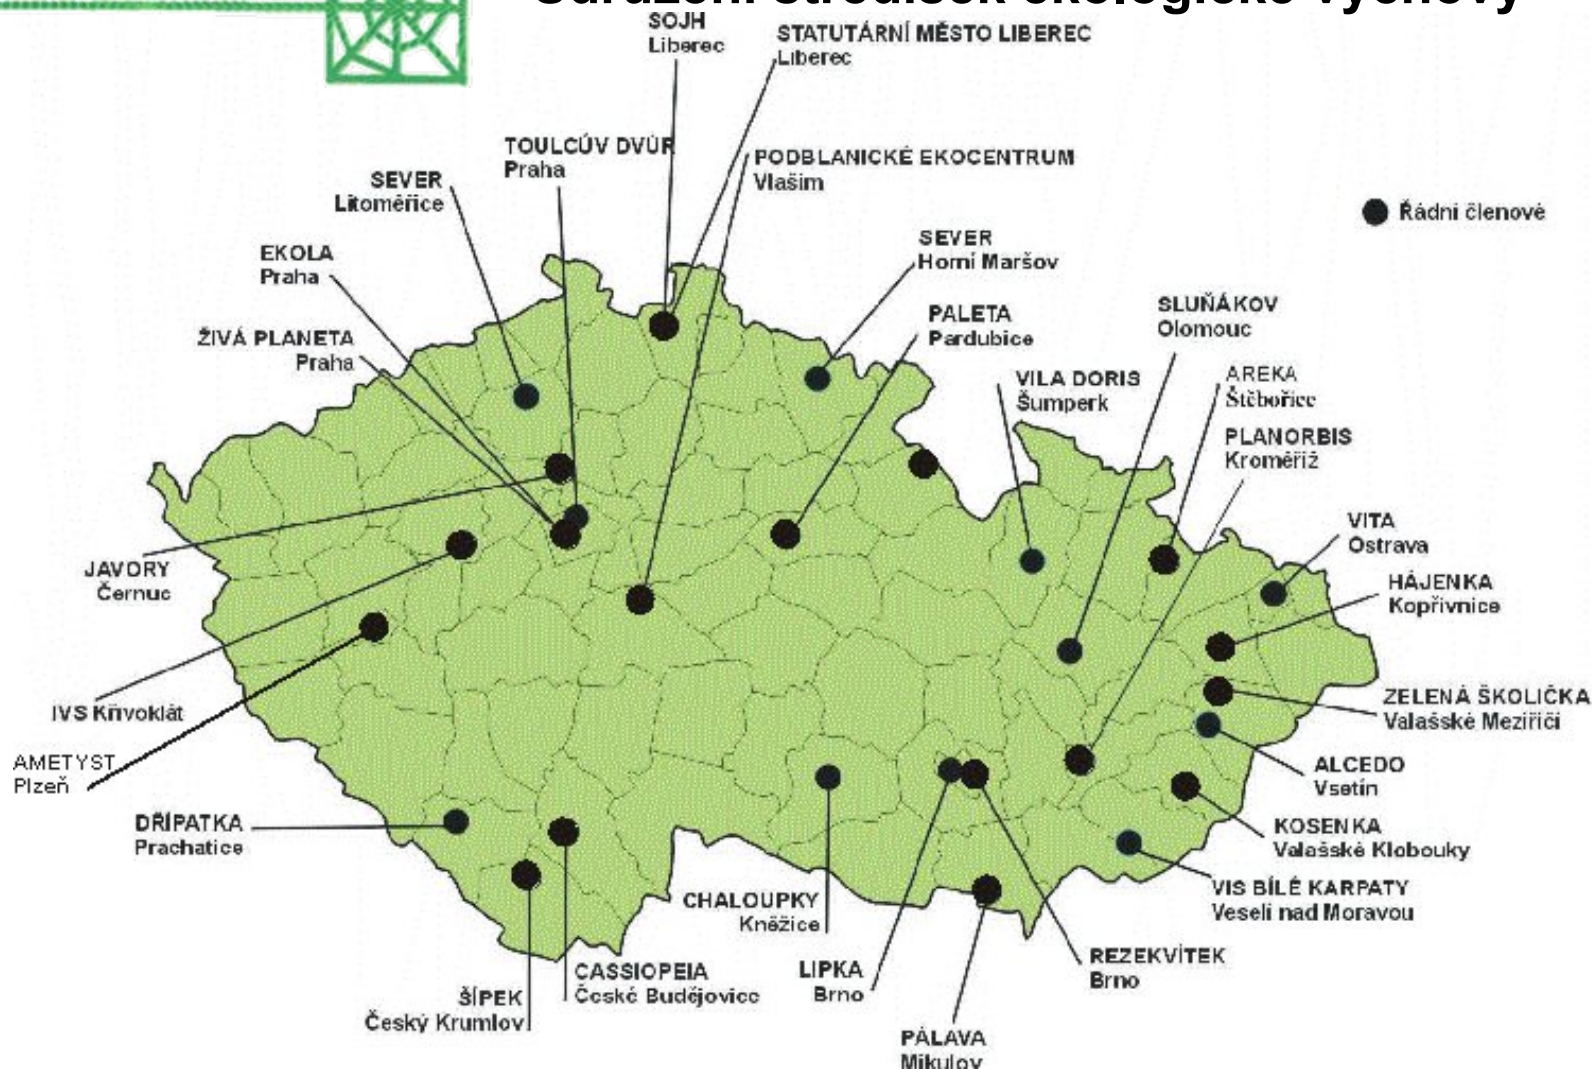 Sdružení středisek ekologické výchovy
SOJH
Liberec
STATUTÁRNÍ MĚSTO LIBEREC
Liberec
TOULCŮV DVŮR
Praha
PODBLANICKÉ EKOCENTRUM
Vlašim
SEVER
Litoměřice
Řádní členové
EKOLA
Praha
SEVER
Horní Maršov
SLUŇÁKOV
Olomouc
PALETA
Pardubice
ŽIVÁ PLANETA
Praha
VILA DORIS
Šumperk
AREKA
Štěbořice
PLANORBIS
Kroměříž
VITA
Ostrava
JAVORY
Černuc
HÁJENKA
Kopřivnice
IVS Křivoklát
ZELENÁ ŠKOLIČKA
Valašské Meziříčí
AMETYST
Plzeň
ALCEDO
Vsetín
DŘÍPATKA
Prachatice
KOSENKA
Valašské Klobouky
CHALOUPKY
Kněžice
VIS BÍLÉ KARPATY
Veselí nad Moravou
LIPKA
Brno
REZEKVÍTEK
Brno
CASSIOPEIA
České Budějovice
ŠÍPEK
Český Krumlov
PÁLAVA
Mikulov